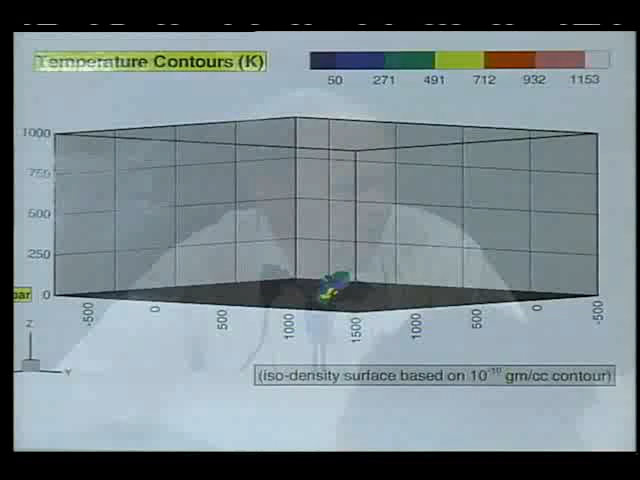 Temperature Contours (K)
50 271 491 712 932 1153
1000
750
500
250
0
bar
-500 0 500 1000 1500 1000 500 0 -500
Z
Y
(iso-density surface based on 10⁻¹⁰ gm/cc contour)